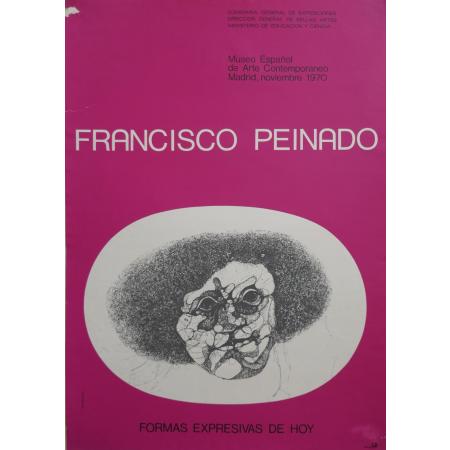 COMISARIA GENERAL DE EXPOSICIONES
DIRECCION GENERAL DE BELLAS ARTES
MINISTERIO DE EDUCACION Y CIENCIA
Museo Español
de Arte Contemporaneo
Madrid, noviembre 1970
FRANCISCO PEINADO
FORMAS EXPRESIVAS DE HOY